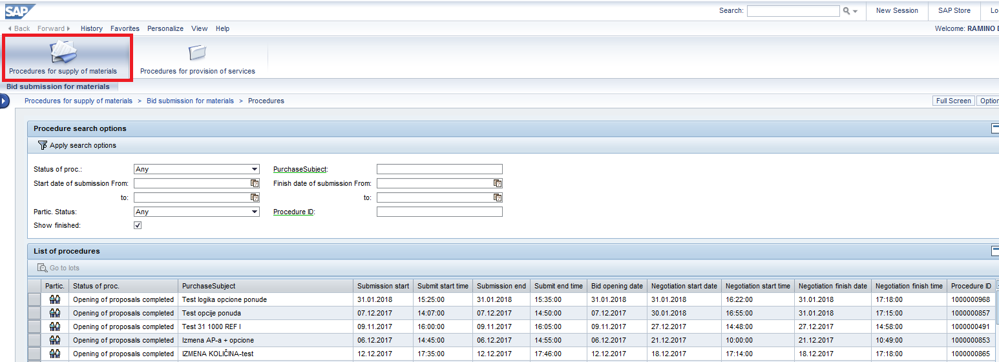 SAP
Search: New Session SAP Store Lo
Back Forward History Favorites Personalize View Help
Welcome: RAMINO D
Procedures for supply of materials Procedures for provision of services
Bid submission for materials
Procedures for supply of materials > Bid submission for materials > Procedures Full Screen Option
Procedure search options
Apply search options
Status of proc.: Any PurchaseSubject:
Start date of submission From: Finish date of submission From:
to: to:
Partic. Status: Any Procedure ID:
Show finished:
List of procedures
Go to lots
Partic. Status of proc. PurchaseSubject Submission start Submit start time Submission end Submit end time Bid opening date Negotiation start date Negotiation start time Negotiation finish date Negotiation finish time Procedure ID
Opening of proposals completed Test logika opcione ponude 31.01.2018 15:25:00 31.01.2018 15:35:00 31.01.2018 31.01.2018 16:22:00 31.01.2018 17:18:00 1000000968
Opening of proposals completed Test opcije ponuda 07.12.2017 14:07:00 07.12.2017 14:50:00 07.12.2017 30.01.2018 16:55:00 31.01.2018 17:15:00 1000000857
Opening of proposals completed Test 31 1000 REF I 09.11.2017 16:00:00 09.11.2017 16:05:00 09.11.2017 27.12.2017 14:48:00 27.12.2017 14:58:00 1000000491
Opening of proposals completed Izmena AP-a + opcione 06.12.2017 14:45:00 06.12.2017 14:55:00 06.12.2017 21.12.2017 10:00:00 21.12.2017 10:49:00 1000000853
Opening of proposals completed IZMENA KOLIČINA-test 12.12.2017 17:35:00 12.12.2017 17:46:00 12.12.2017 18.12.2017 17:14:00 18.12.2017 17:18:00 1000000865